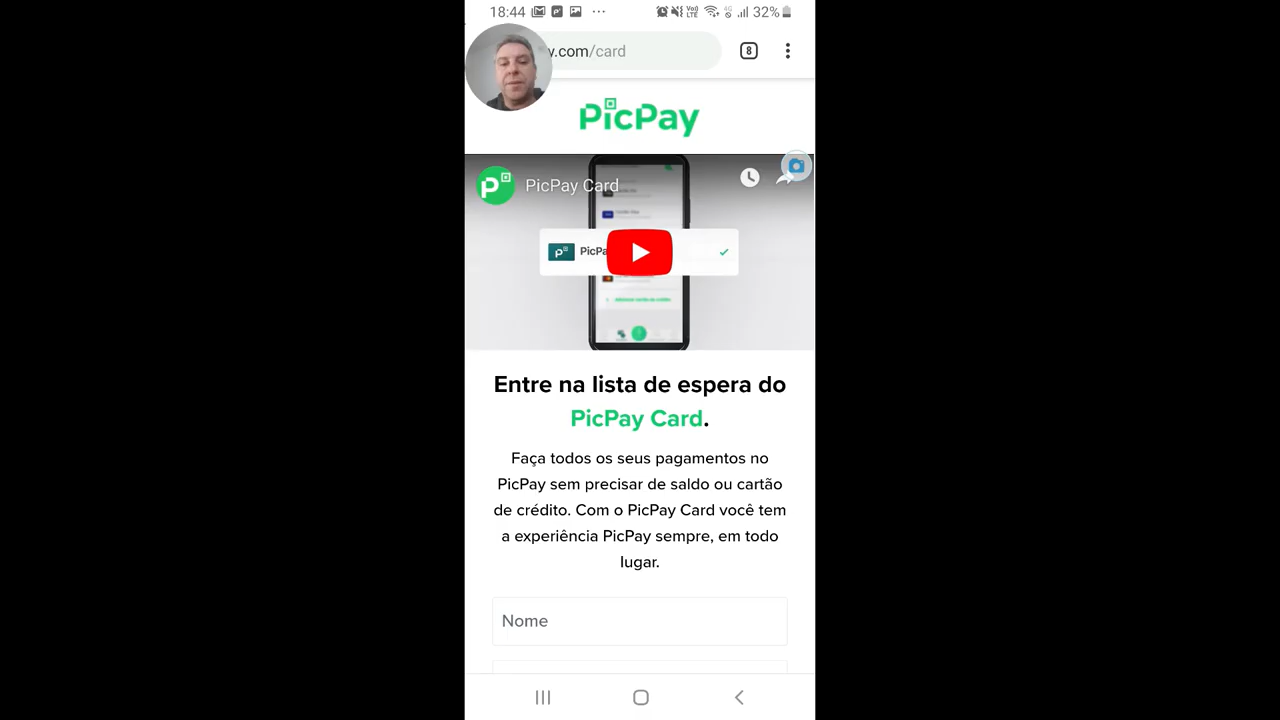 18:44 32%
y.com/card 8
PicPay
PicPay Card
PicPa
Entre na lista de espera do
PicPay Card.
Faça todos os seus pagamentos no
PicPay sem precisar de saldo ou cartão
de crédito. Com o PicPay Card você tem
a experiência PicPay sempre, em todo
lugar.
Nome